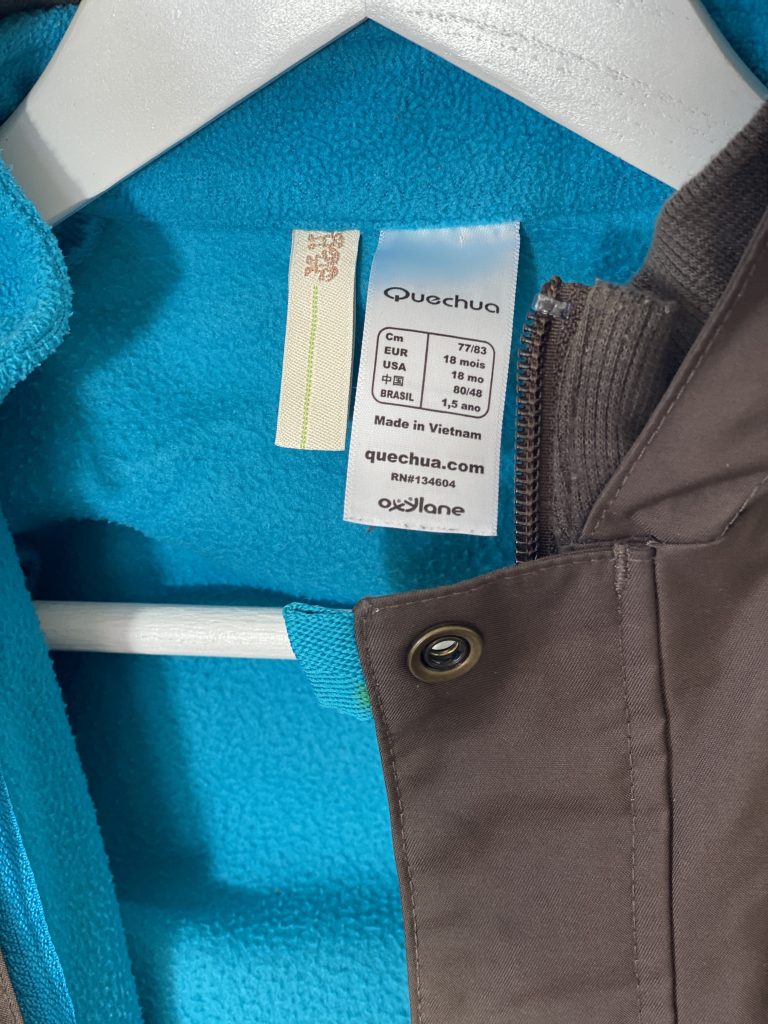 Quechua
Cm 77/83
EUR 18 mois
USA 18 mo
中国 80/48
BRASIL 1,5 ano
Made in Vietnam
quechua.com
RN#134604
oxylane